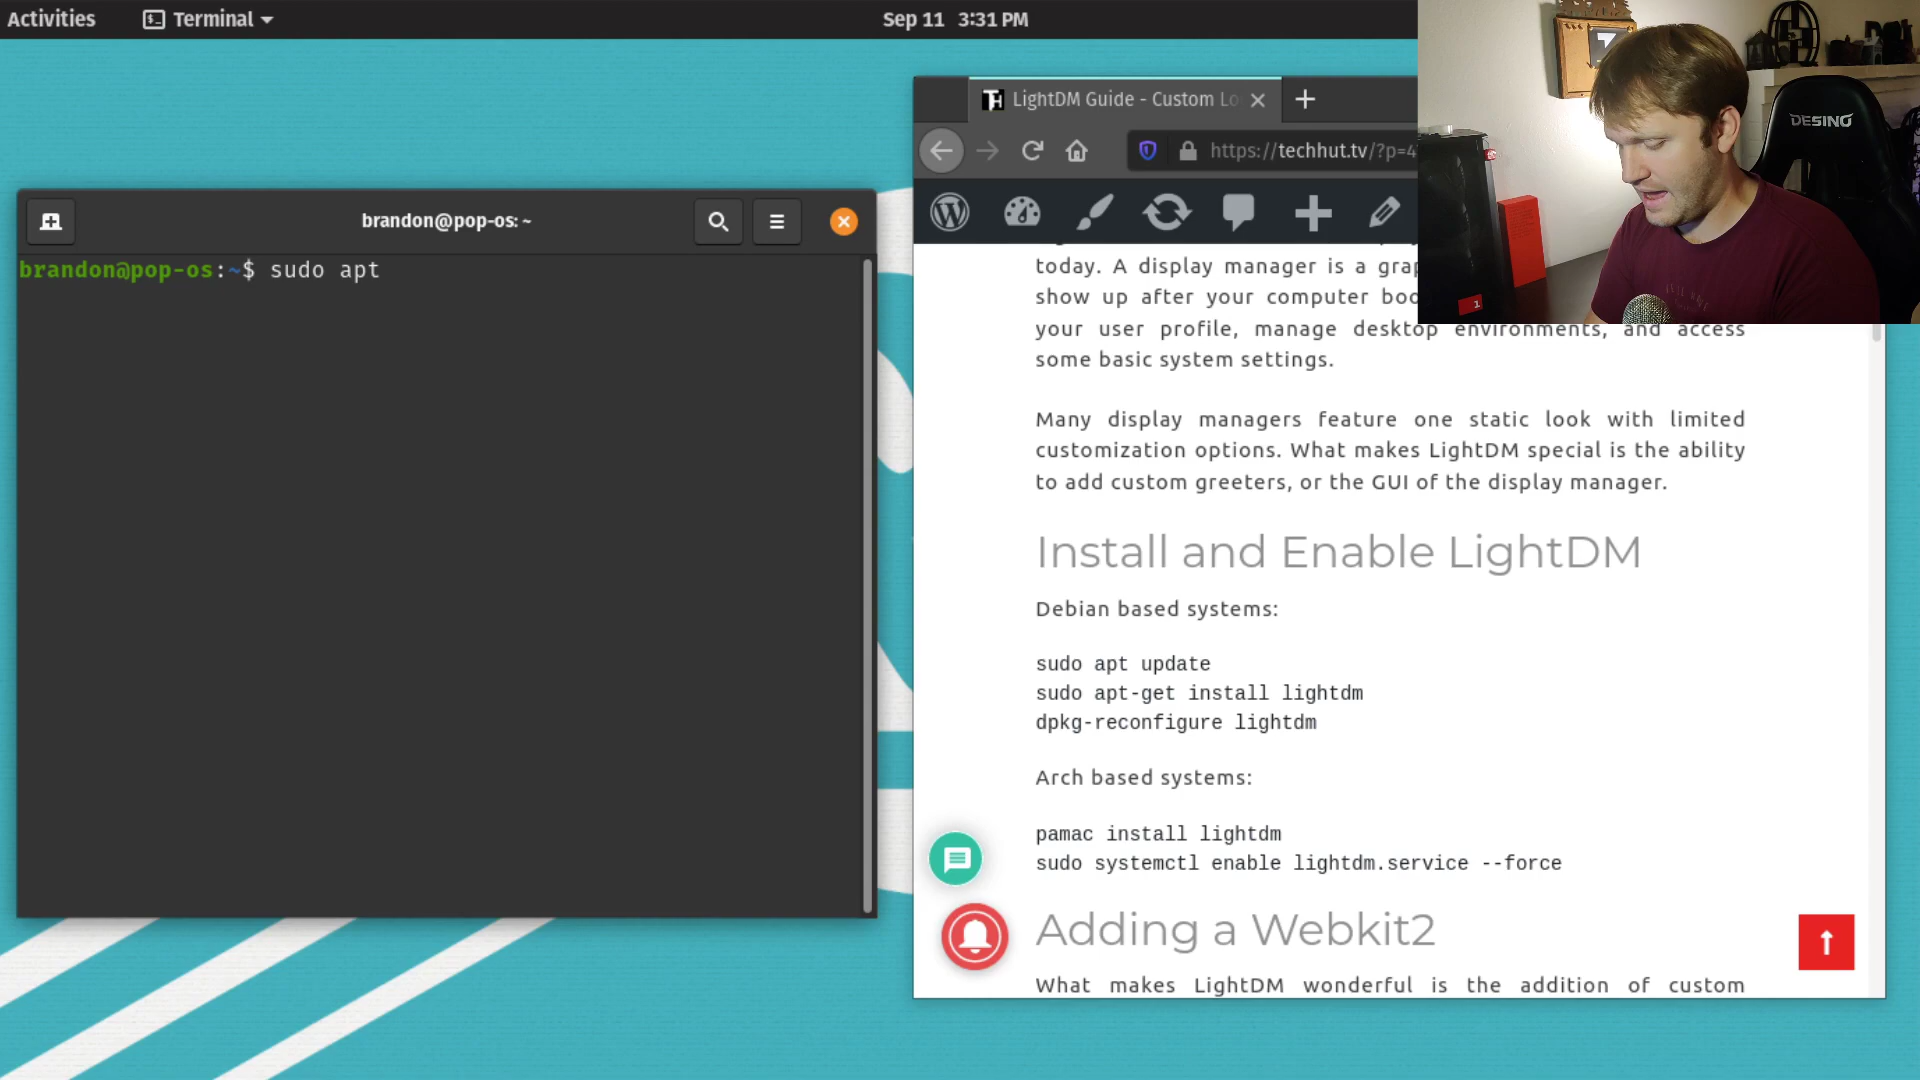 Activities
Terminal
Sep 11 3:31 PM
DESINO
LightDM Guide - Custom Lo
https://techhut.tv/?p=4
brandon@pop-os: ~
brandon@pop-os:~$ sudo apt
today. A display manager is a
show up after your computer
your user profile, manage desktop environments, and access
some basic system settings.
Many display managers feature one static look with limited
customization options. What makes LightDM special is the ability
to add custom greeters, or the GUI of the display manager.
Install and Enable LightDM
Debian based systems:
sudo apt update
sudo apt-get install lightdm
dpkg-reconfigure lightdm
Arch based systems:
pamac install lightdm
sudo systemctl enable lightdm.service --force
Adding a Webkit2
What makes LightDM wonderful is the addition of custom